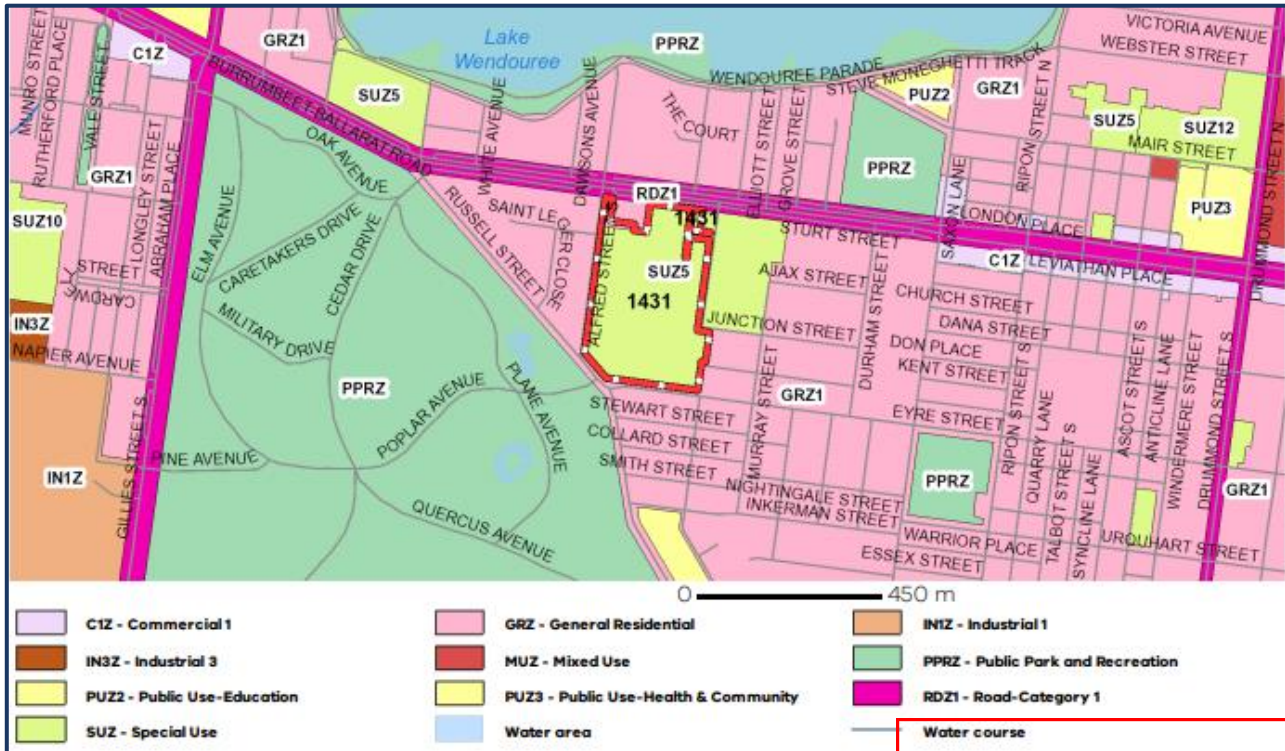 VICTORIA AVENUE
WEBSTER STREET
MUNRO STREET
RUTHERFORD PLACE
VALE STREET
C1Z
GRZ1
Lake
Wendouree
PPRZ
WENDOUREE PARADE
STEVE MONEGHETTI TRACK
PUZ2
GRZ1
RIPON STREET N
SUZ5
SUZ12
MAIR STREET
DRUMMOND STREET N
BURRUMBEET-BALLARAT ROAD
SUZ5
WHITE AVENUE
DAWSONS AVENUE
THE COURT
ELLIOTT STREET
GROVE STREET
PPRZ
SAXON LANE
LONDON PLACE
PUZ3
GRZ1
LONGLEY STREET
ABRAHAM PLACE
OAK AVENUE
ELM AVENUE
CARETAKERS DRIVE
CEDAR DRIVE
RUSSELL STREET
SAINT LEGER CLOSE
RDZ1
ALFRED STREET S
1431
STURT STREET
C1Z
LEVIATHAN PLACE
SUZ10
STREET
CARDWELL
SUZ5
1431
AJAX STREET
CHURCH STREET
MILITARY DRIVE
JUNCTION STREET
DURHAM STREET
DANA STREET
DON PLACE
KENT STREET
IN3Z
NAPIER AVENUE
PPRZ
PLANE AVENUE
POPLAR AVENUE
MURRAY STREET
GRZ1
EYRE STREET
RIPON STREET S
QUARRY LANE
TALBOT STREET S
SYNCLINE LANE
ASCOT STREET S
ANTICLINE LANE
WINDERMERE STREET
DRUMMOND STREET S
STEWART STREET
COLLARD STREET
SMITH STREET
MURRAY STREET
PINE AVENUE
IN1Z
GILLIES STREET S
PPRZ
GRZ1
NIGHTINGALE STREET
INKERMAN STREET
QUERCUS AVENUE
WARRIOR PLACE
URQUHART STREET
ESSEX STREET
0 450 m
C1Z - Commercial 1
GRZ - General Residential
IN1Z - Industrial 1
IN3Z - Industrial 3
MUZ - Mixed Use
PPRZ - Public Park and Recreation
PUZ2 - Public Use-Education
PUZ3 - Public Use-Health & Community
RDZ1 - Road-Category 1
SUZ - Special Use
Water area
Water course